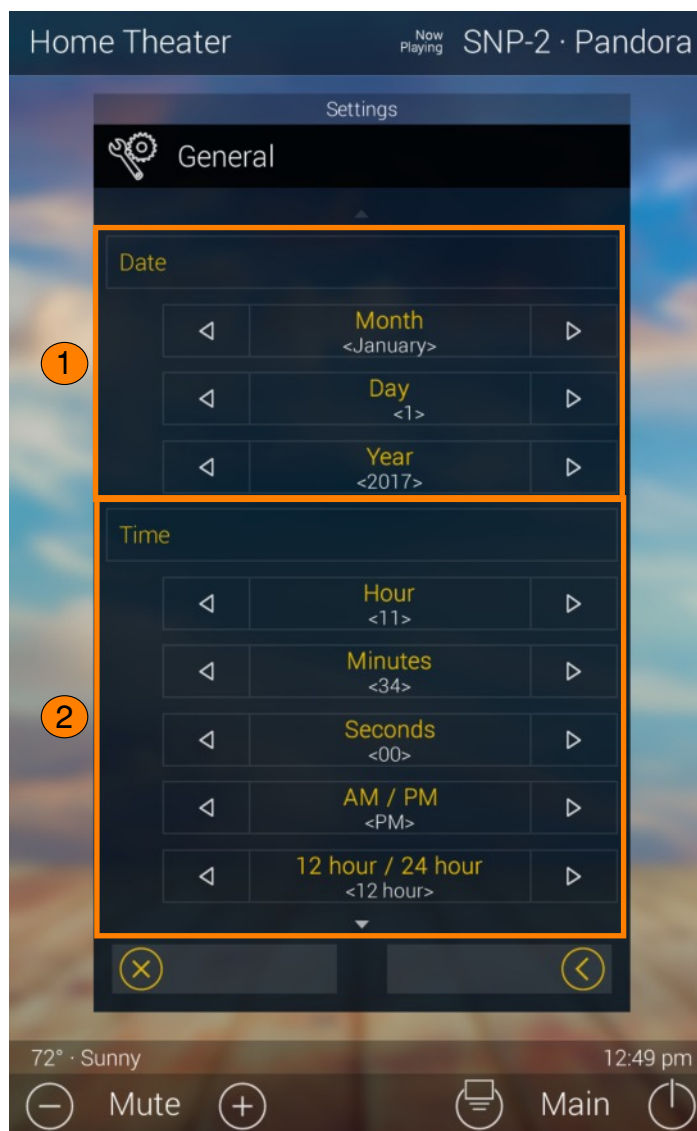 Home Theater
Now
Playing
SNP-2 · Pandora
Settings
General
Date
Month
<January>
1
Day
<1>
Year
<2017>
Time
Hour
<11>
Minutes
<34>
2
Seconds
<00>
AM / PM
<PM>
12 hour / 24 hour
<12 hour>
72° · Sunny
12:49 pm
Mute
Main